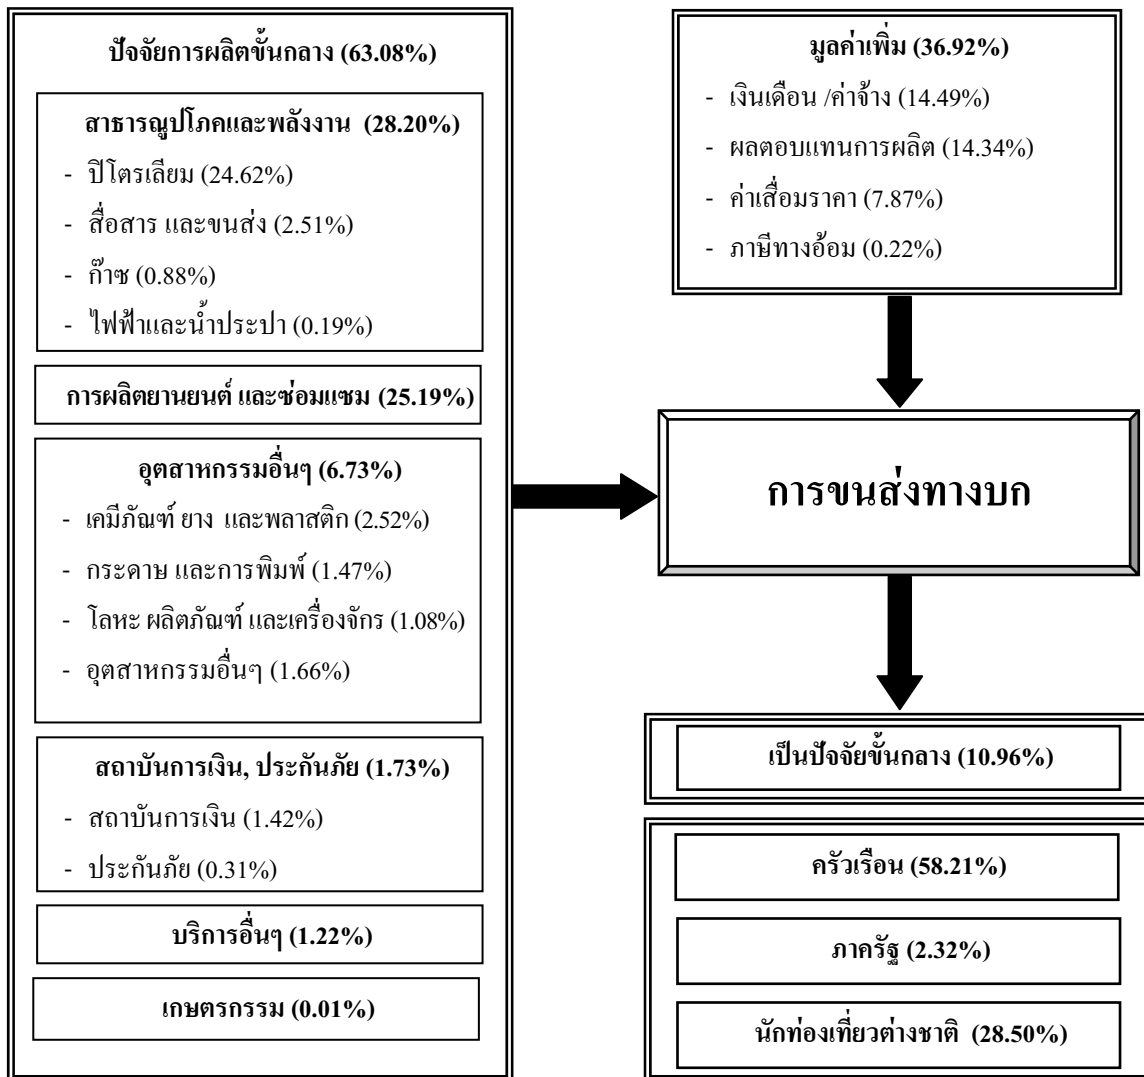 ปัจจัยการผลิตขั้นกลาง (63.08%)
สาธารณูปโภคและพลังงาน (28.20%)
- ปิโตรเลียม (24.62%)
- สื่อสาร และขนส่ง (2.51%)
- ก๊าซ (0.88%)
- ไฟฟ้าและน้ำประปา (0.19%)
การผลิตยานยนต์ และซ่อมแซม (25.19%)
อุตสาหกรรมอื่นๆ (6.73%)
- เคมีภัณฑ์ ยาง และพลาสติก (2.52%)
- กระดาษ และการพิมพ์ (1.47%)
- โลหะ ผลิตภัณฑ์ และเครื่องจักร (1.08%)
- อุตสาหกรรมอื่นๆ (1.66%)
สถาบันการเงิน, ประกันภัย (1.73%)
- สถาบันการเงิน (1.42%)
- ประกันภัย (0.31%)
บริการอื่นๆ (1.22%)
เกษตรกรรม (0.01%)
มูลค่าเพิ่ม (36.92%)
- เงินเดือน /ค่าจ้าง (14.49%)
- ผลตอบแทนการผลิต (14.34%)
- ค่าเสื่อมราคา (7.87%)
- ภาษีทางอ้อม (0.22%)
การขนส่งทางบก
เป็นปัจจัยขั้นกลาง (10.96%)
ครัวเรือน (58.21%)
ภาครัฐ (2.32%)
นักท่องเที่ยวต่างชาติ (28.50%)